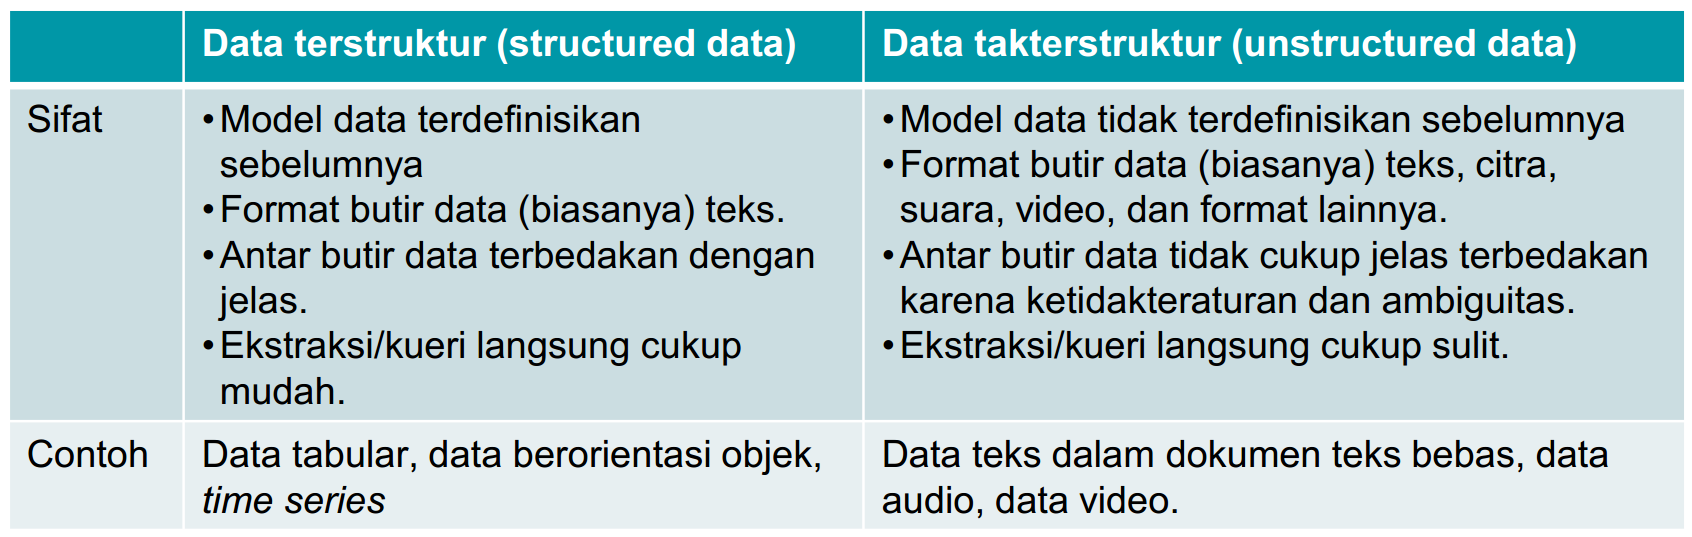 Data terstruktur (structured data)
Data takterstruktur (unstructured data)
Sifat
•Model data terdefinisikan
sebelumnya
•Format butir data (biasanya) teks.
•Antar butir data terbedakan dengan
jelas.
•Ekstraksi/kueri langsung cukup
mudah.
•Model data tidak terdefinisikan sebelumnya
•Format butir data (biasanya) teks, citra,
suara, video, dan format lainnya.
•Antar butir data tidak cukup jelas terbedakan
karena ketidakteraturan dan ambiguitas.
•Ekstraksi/kueri langsung cukup sulit.
Contoh
Data tabular, data berorientasi objek,
time series
Data teks dalam dokumen teks bebas, data
audio, data video.